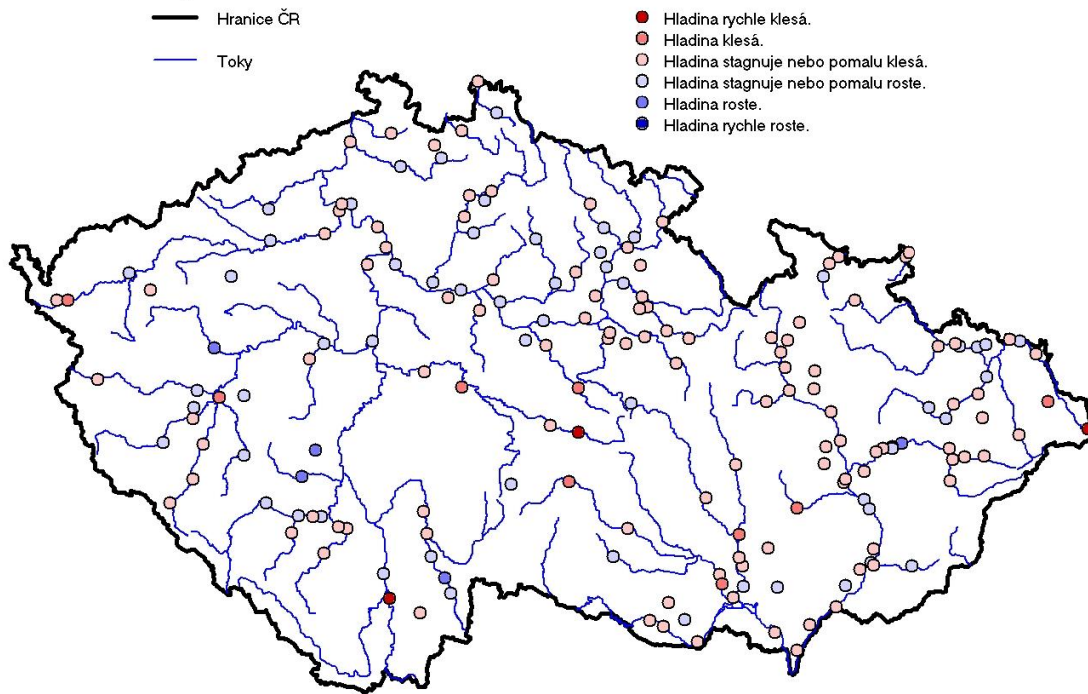 Hranice ČR
Toky
Hladina rychle klesá.
Hladina klesá.
Hladina stagnuje nebo pomalu klesá.
Hladina stagnuje nebo pomalu roste.
Hladina roste.
Hladina rychle roste.